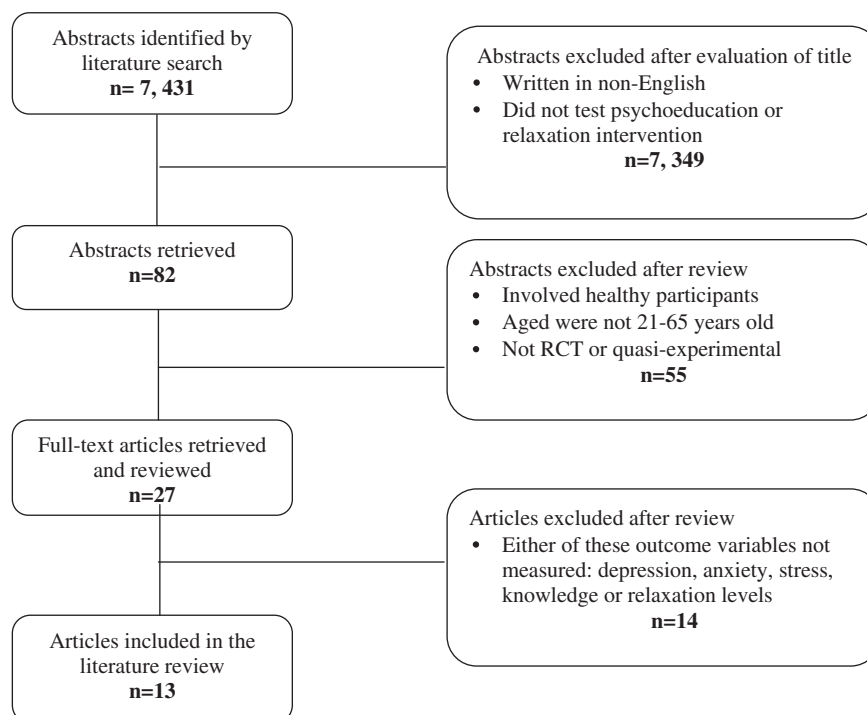 Abstracts identified by
literature search
n= 7, 431
Abstracts excluded after evaluation of title
• Written in non-English
• Did not test psychoeducation or
relaxation intervention
n=7, 349
Abstracts retrieved
n=82
Abstracts excluded after review
• Involved healthy participants
• Aged were not 21-65 years old
• Not RCT or quasi-experimental
n=55
Full-text articles retrieved
and reviewed
n=27
Articles excluded after review
• Either of these outcome variables not
measured: depression, anxiety, stress,
knowledge or relaxation levels
n=14
Articles included in the
literature review
n=13